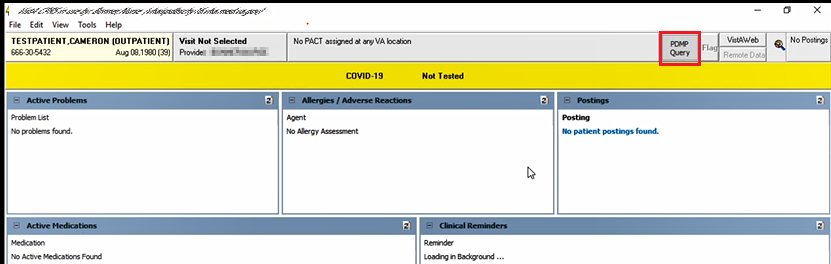 File Edit View Tools Help
TESTPATIENT,CAMERON (OUTPATIENT)
666-30-5432 Aug 08,1980 (39)
Visit Not Selected
Provider:
No PACT assigned at any VA location
PDMP
Query
Flag
VistAWeb
Remote Data
No Postings
COVID-19 Not Tested
Active Problems
Problem List
No problems found.
Allergies / Adverse Reactions
Agent
No Allergy Assessment
Postings
Posting
No patient postings found.
Active Medications
Medication
No Active Medications Found
Clinical Reminders
Reminder
Loading in Background ...